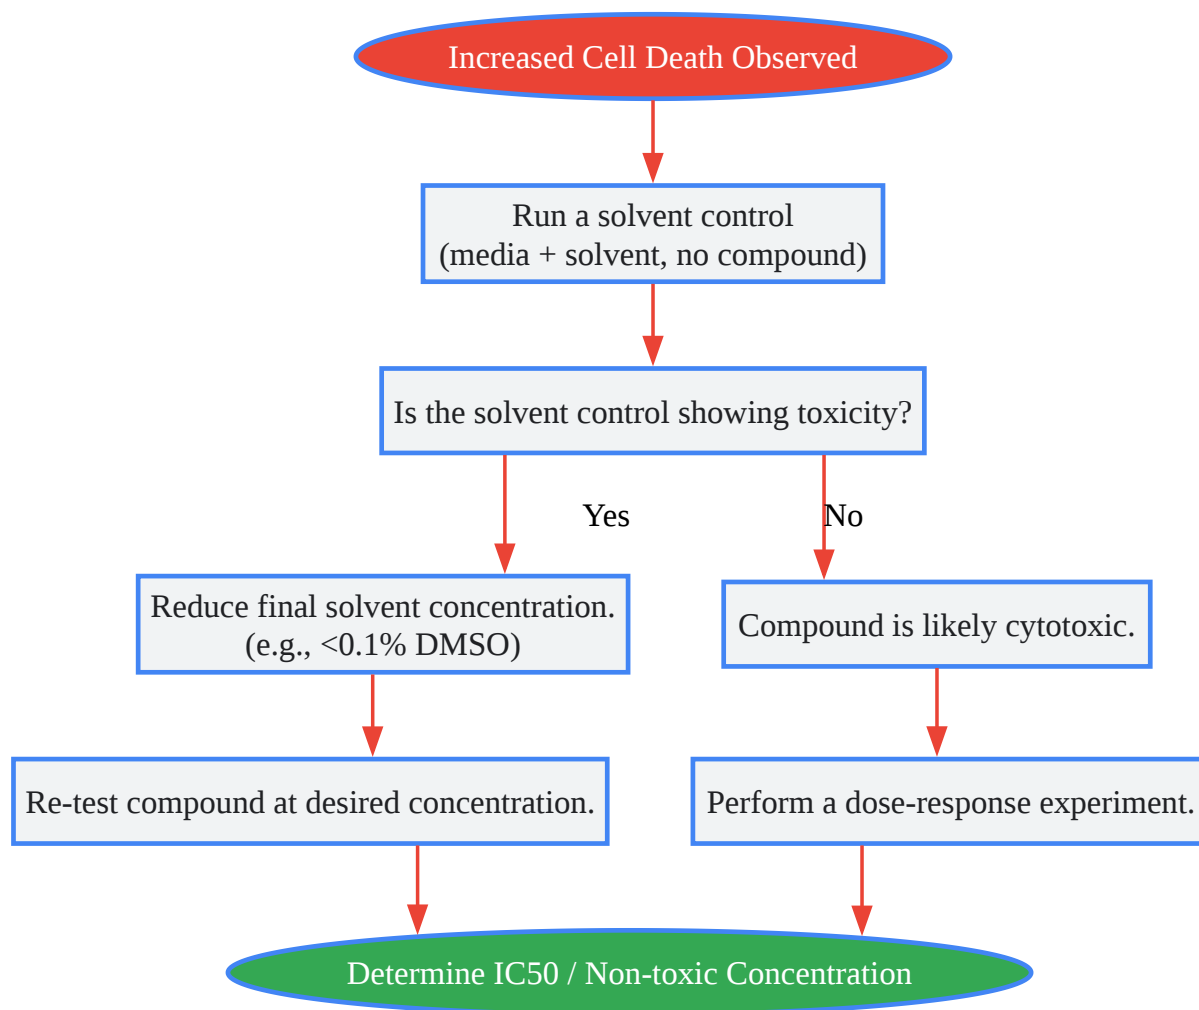 Increased Cell Death Observed
Run a solvent control
(media + solvent, no compound)
Is the solvent control showing toxicity?
Yes
No
Reduce final solvent concentration.
(e.g., <0.1% DMSO)
Compound is likely cytotoxic.
Re-test compound at desired concentration.
Perform a dose-response experiment.
Determine IC50 / Non-toxic Concentration